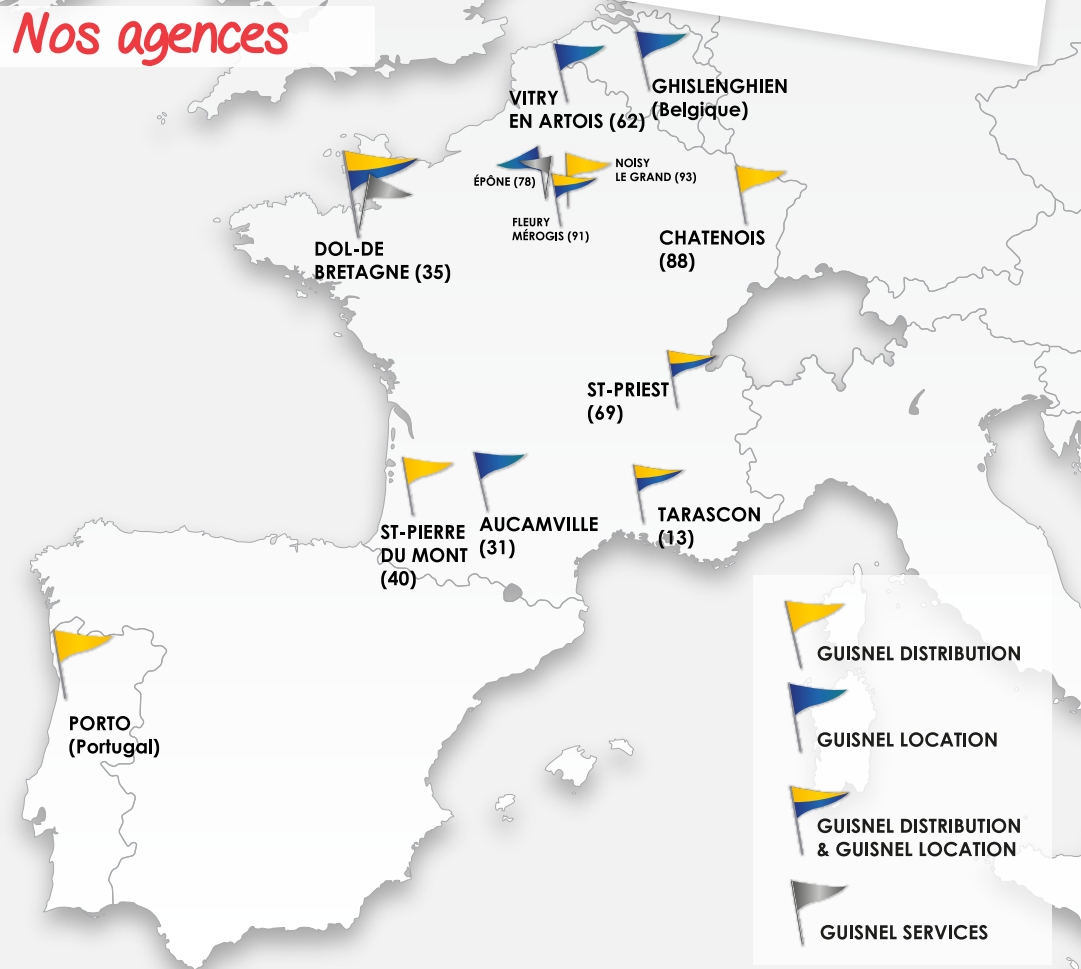 Nos agences
VITRY
EN ARTOIS (62)
GHISLENGHIEN
(Belgique)
ÉPÔNE (78)
NOISY
LE GRAND (93)
FLEURY
MÉROGIS (91)
CHATENOIS
(88)
DOL-DE
BRETAGNE (35)
ST-PRIEST
(69)
ST-PIERRE
DU MONT
(40)
AUCAMVILLE
(31)
TARASCON
(13)
PORTO
(Portugal)
GUISNEL DISTRIBUTION
GUISNEL LOCATION
GUISNEL DISTRIBUTION
& GUISNEL LOCATION
GUISNEL SERVICES